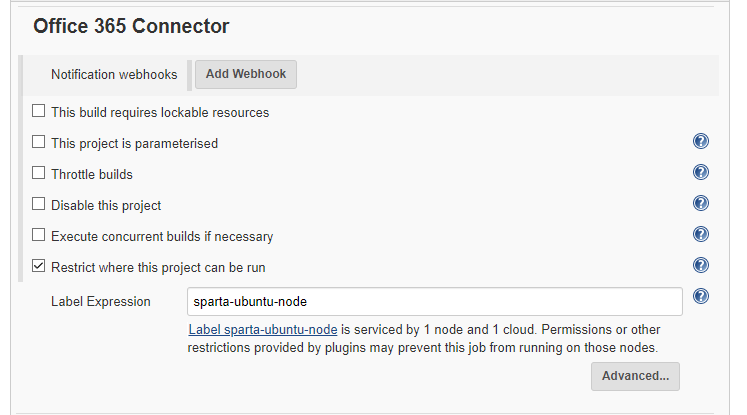 Office 365 Connector
Notification webhooks Add Webhook
This build requires lockable resources
This project is parameterised ?
Throttle builds ?
Disable this project ?
Execute concurrent builds if necessary ?
Restrict where this project can be run ?
Label Expression sparta-ubuntu-node ?
Label sparta-ubuntu-node is serviced by 1 node and 1 cloud. Permissions or other
restrictions provided by plugins may prevent this job from running on those nodes.
Advanced...